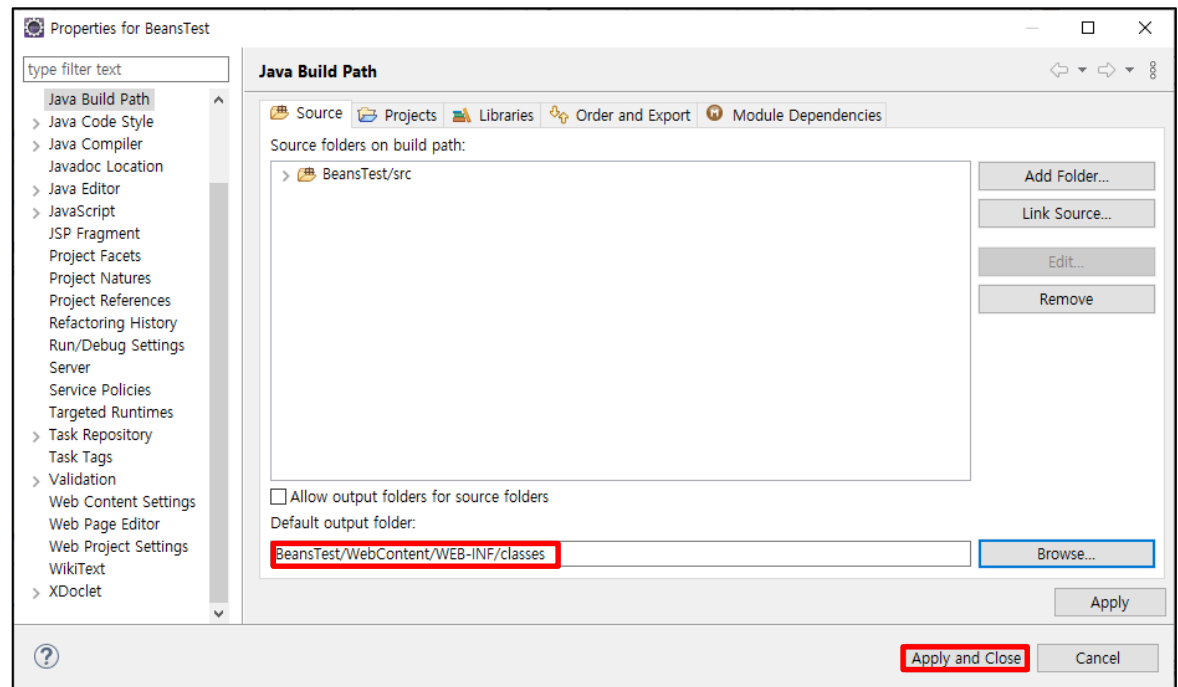 Properties for BeansTest
type filter text
Java Build Path
Java Code Style
Java Compiler
Javadoc Location
Java Editor
JavaScript
JSP Fragment
Project Facets
Project Natures
Project References
Refactoring History
Run/Debug Settings
Server
Service Policies
Targeted Runtimes
Task Repository
Task Tags
Validation
Web Content Settings
Web Page Editor
Web Project Settings
WikiText
XDoclet
Java Build Path
Source Projects Libraries Order and Export Module Dependencies
Source folders on build path:
BeansTest/src
Add Folder...
Link Source...
Edit...
Remove
Allow output folders for source folders
Default output folder:
BeansTest/WebContent/WEB-INF/classes
Browse...
Apply
Apply and Close
Cancel